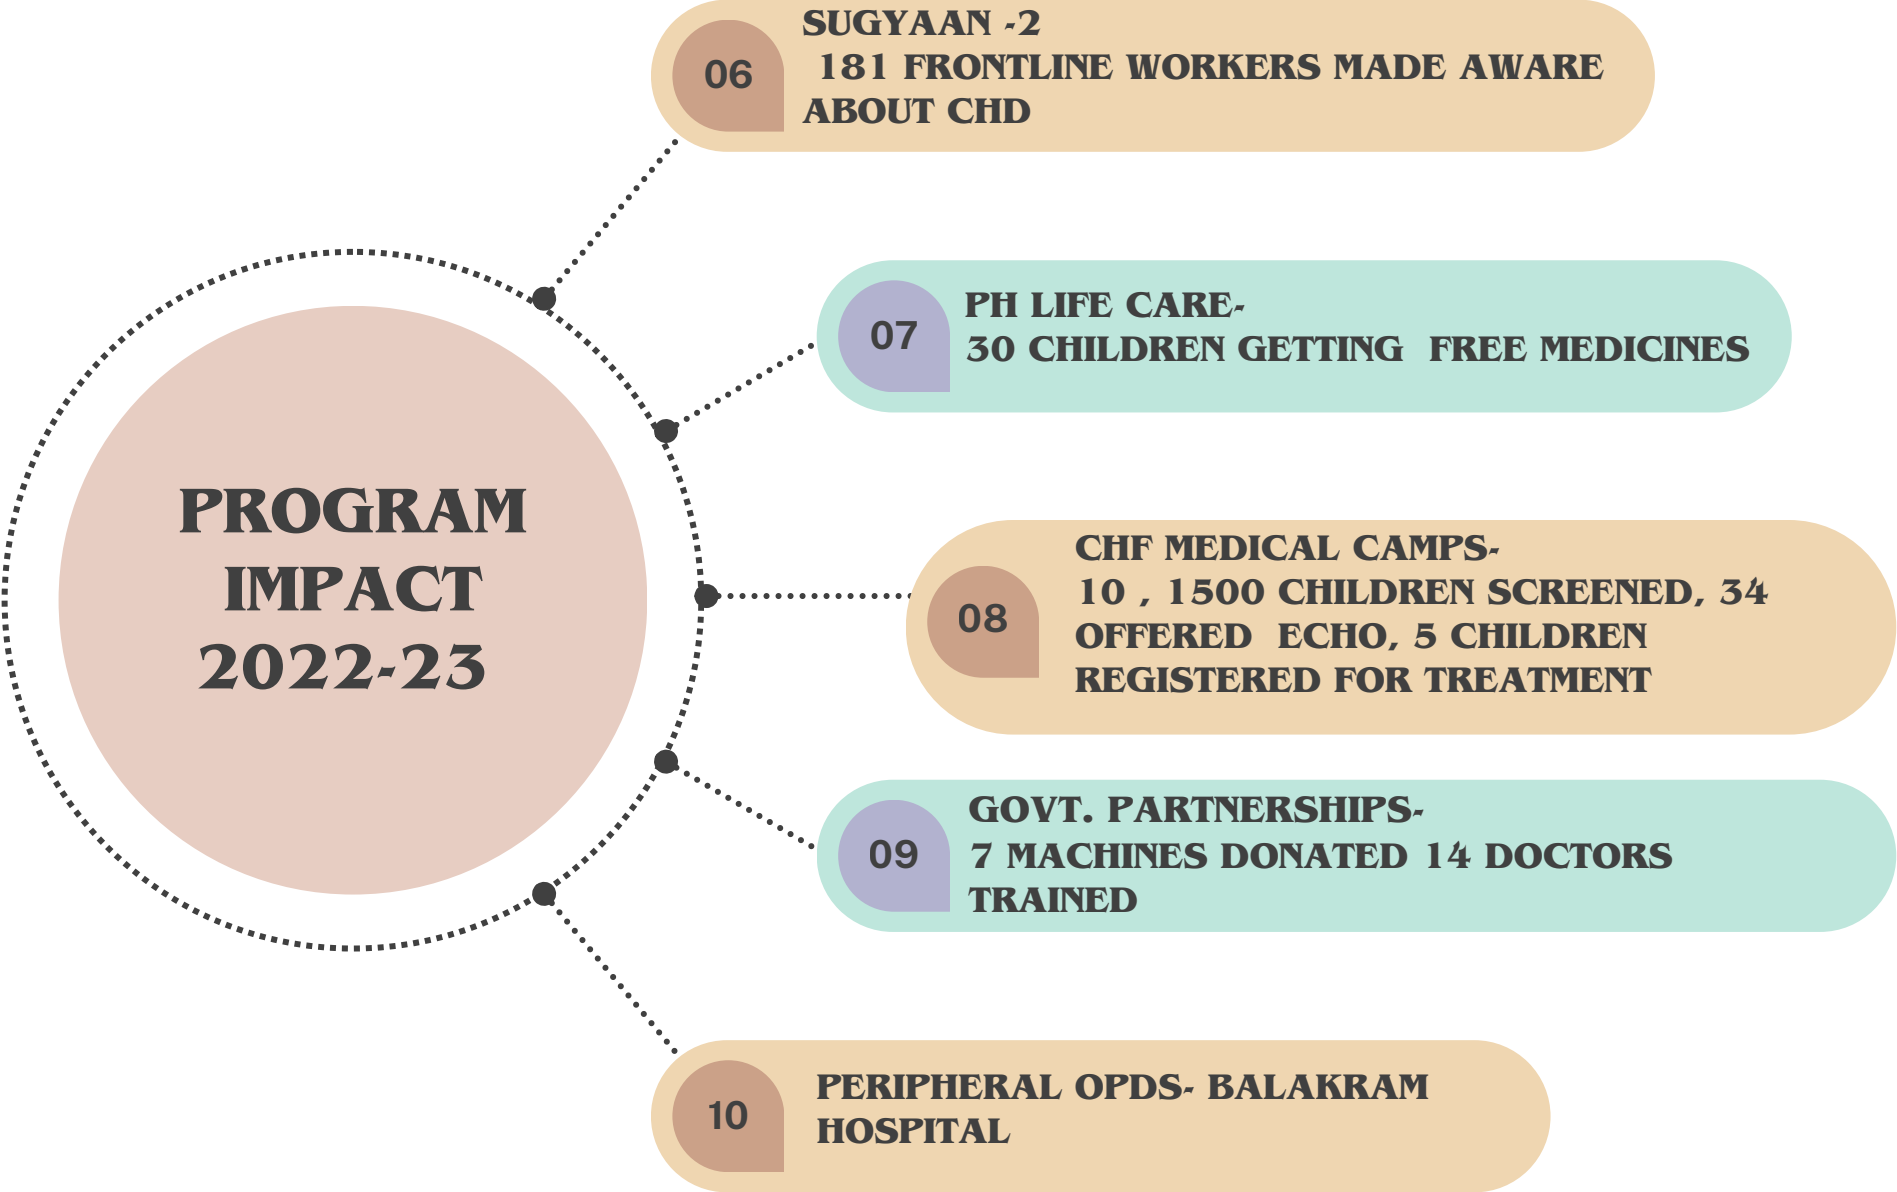 PROGRAM
IMPACT
2022-23
06
SUGYAAN -2
181 FRONTLINE WORKERS MADE AWARE
ABOUT CHD
07
PH LIFE CARE-
30 CHILDREN GETTING  FREE MEDICINES
08
CHF MEDICAL CAMPS-
10 , 1500 CHILDREN SCREENED, 34
OFFERED  ECHO, 5 CHILDREN
REGISTERED FOR TREATMENT
09
GOVT. PARTNERSHIPS-
7 MACHINES DONATED 14 DOCTORS
TRAINED
10
PERIPHERAL OPDS- BALAKRAM
HOSPITAL